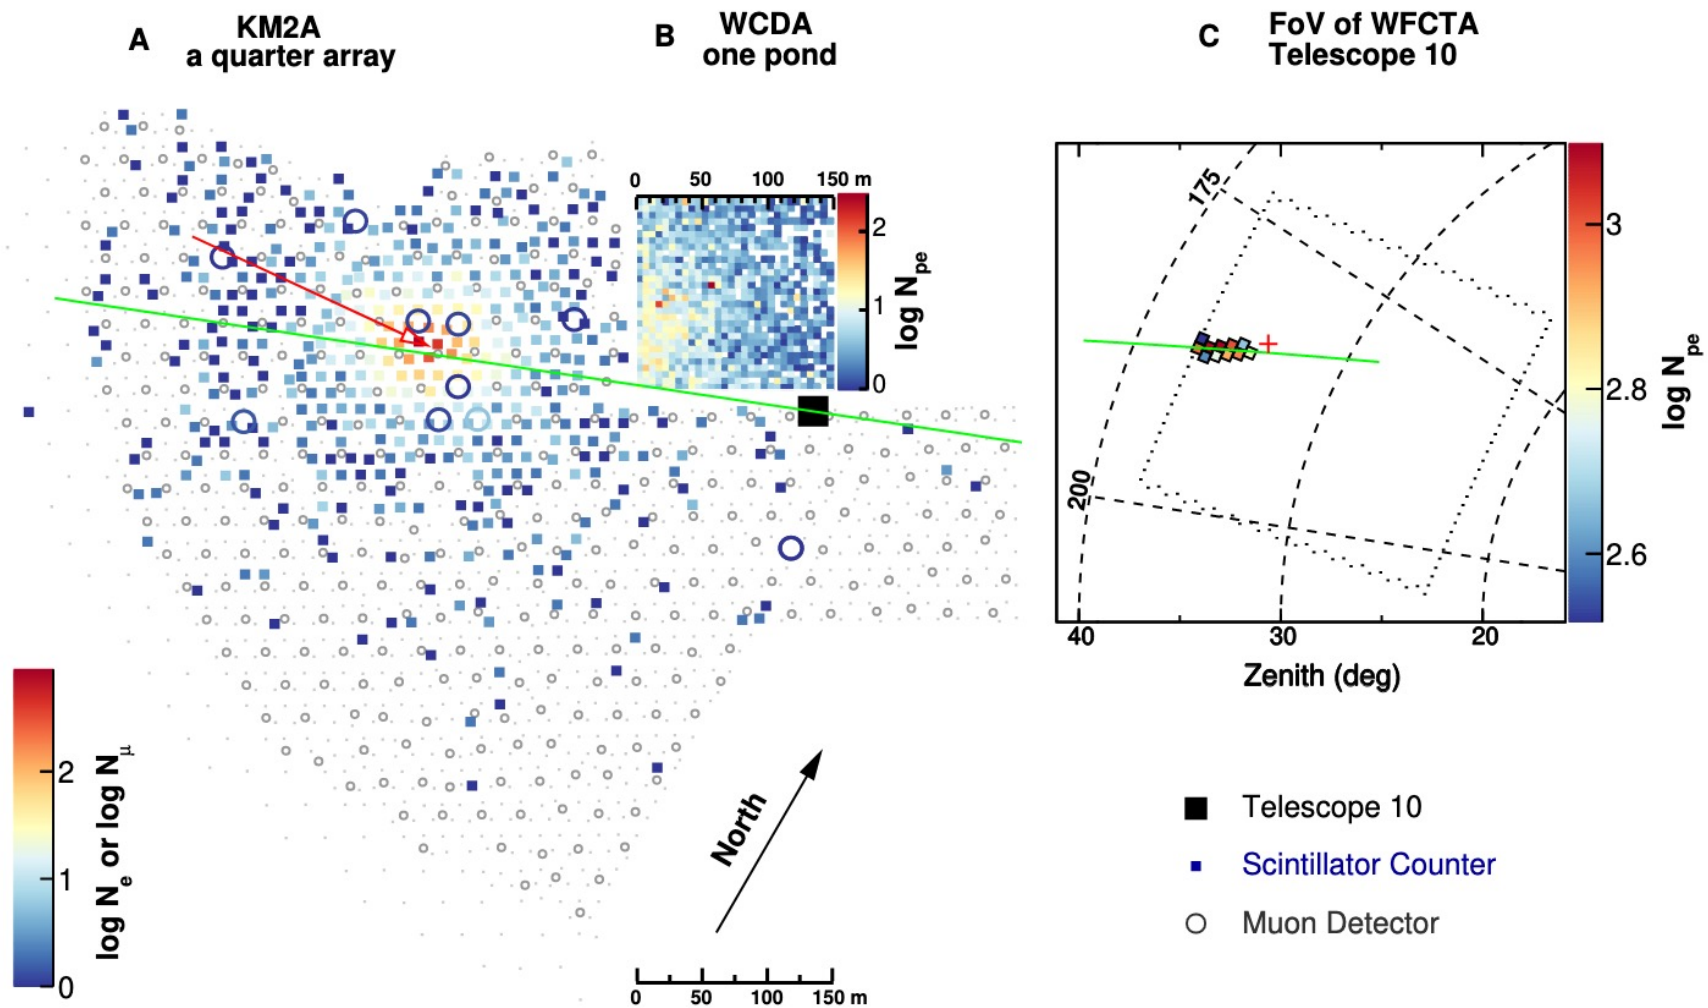 A
KM2A
a quarter array
B
WCDA
one pond
C
FoV of WFCTA
Telescope 10
0 50 100 150 m
2
1
0
log Npe
175
200
40 30 20
Zenith (deg)
3
2.8
2.6
log Npe
2
1
0
log Ne or log Nμ
North
0 50 100 150 m
Telescope 10
Scintillator Counter
Muon Detector